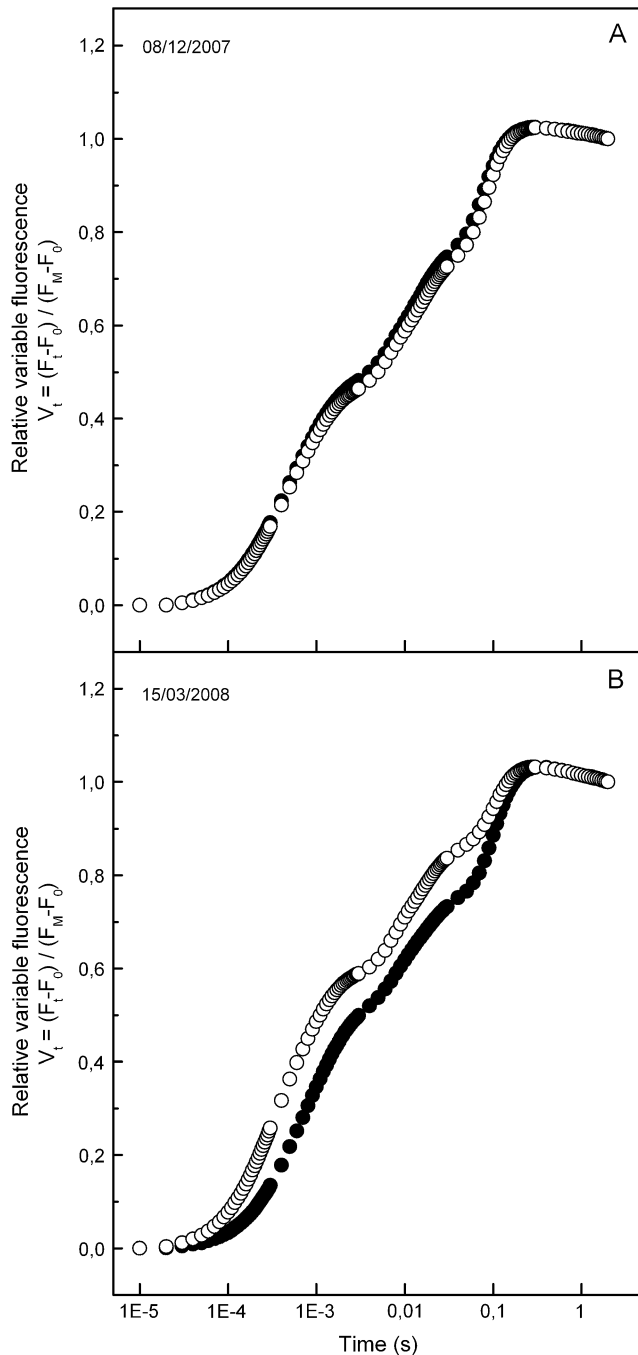 A
08/12/2007
1,2
1,0
0,8
0,6
0,4
0,2
0,0
Relative variable fluorescence
V_t = (F_t-F_0) / (F_M-F_0)
B
15/03/2008
1,2
1,0
0,8
0,6
0,4
0,2
0,0
Relative variable fluorescence
V_t = (F_t-F_0) / (F_M-F_0)
1E-5 1E-4 1E-3 0,01 0,1 1
Time (s)